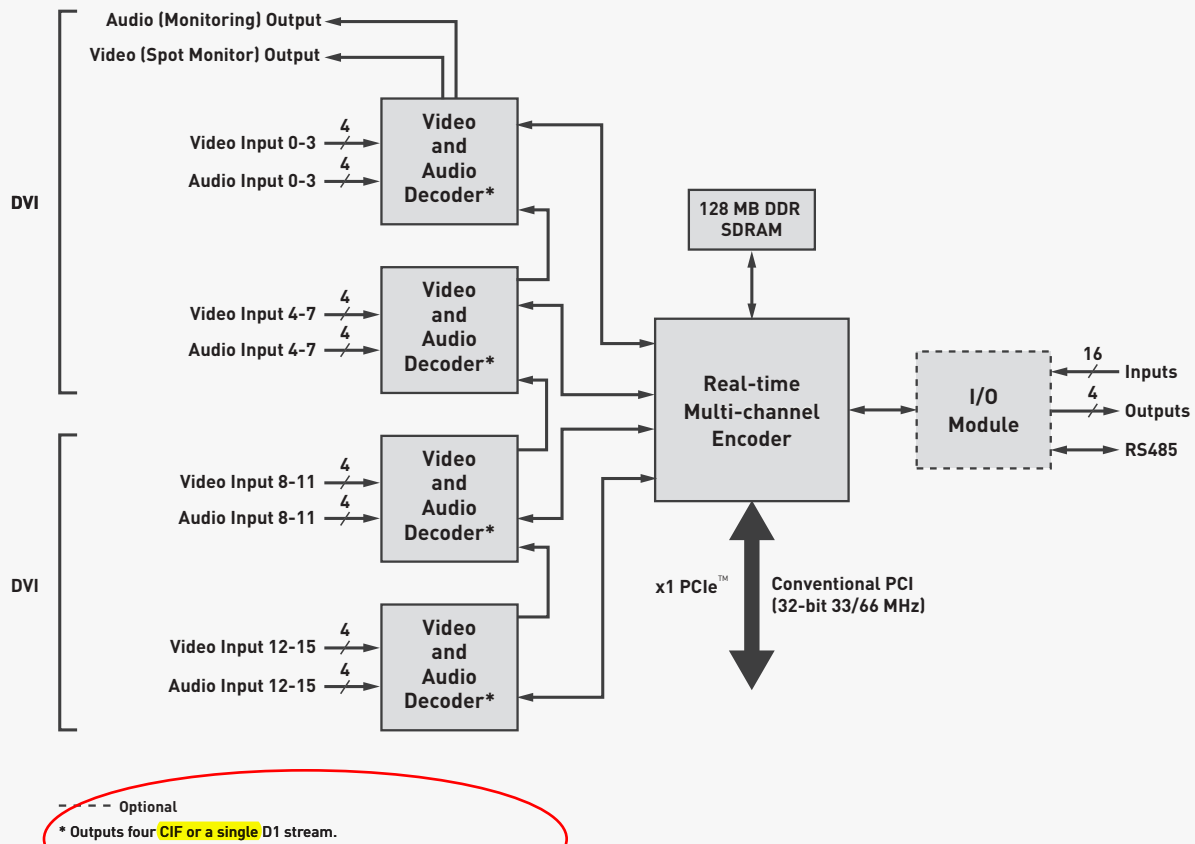 Audio (Monitoring) Output
Video (Spot Monitor) Output
DVI
Video Input 0-3
4
Audio Input 0-3
4
Video
and
Audio
Decoder*
Video Input 4-7
4
Audio Input 4-7
4
Video
and
Audio
Decoder*
DVI
Video Input 8-11
4
Audio Input 8-11
4
Video
and
Audio
Decoder*
Video Input 12-15
4
Audio Input 12-15
4
Video
and
Audio
Decoder*
128 MB DDR
SDRAM
Real-time
Multi-channel
Encoder
x1 PCIe™
Conventional PCI
(32-bit 33/66 MHz)
I/O
Module
16
Inputs
4
Outputs
RS485
Optional
* Outputs four CIF or a single D1 stream.